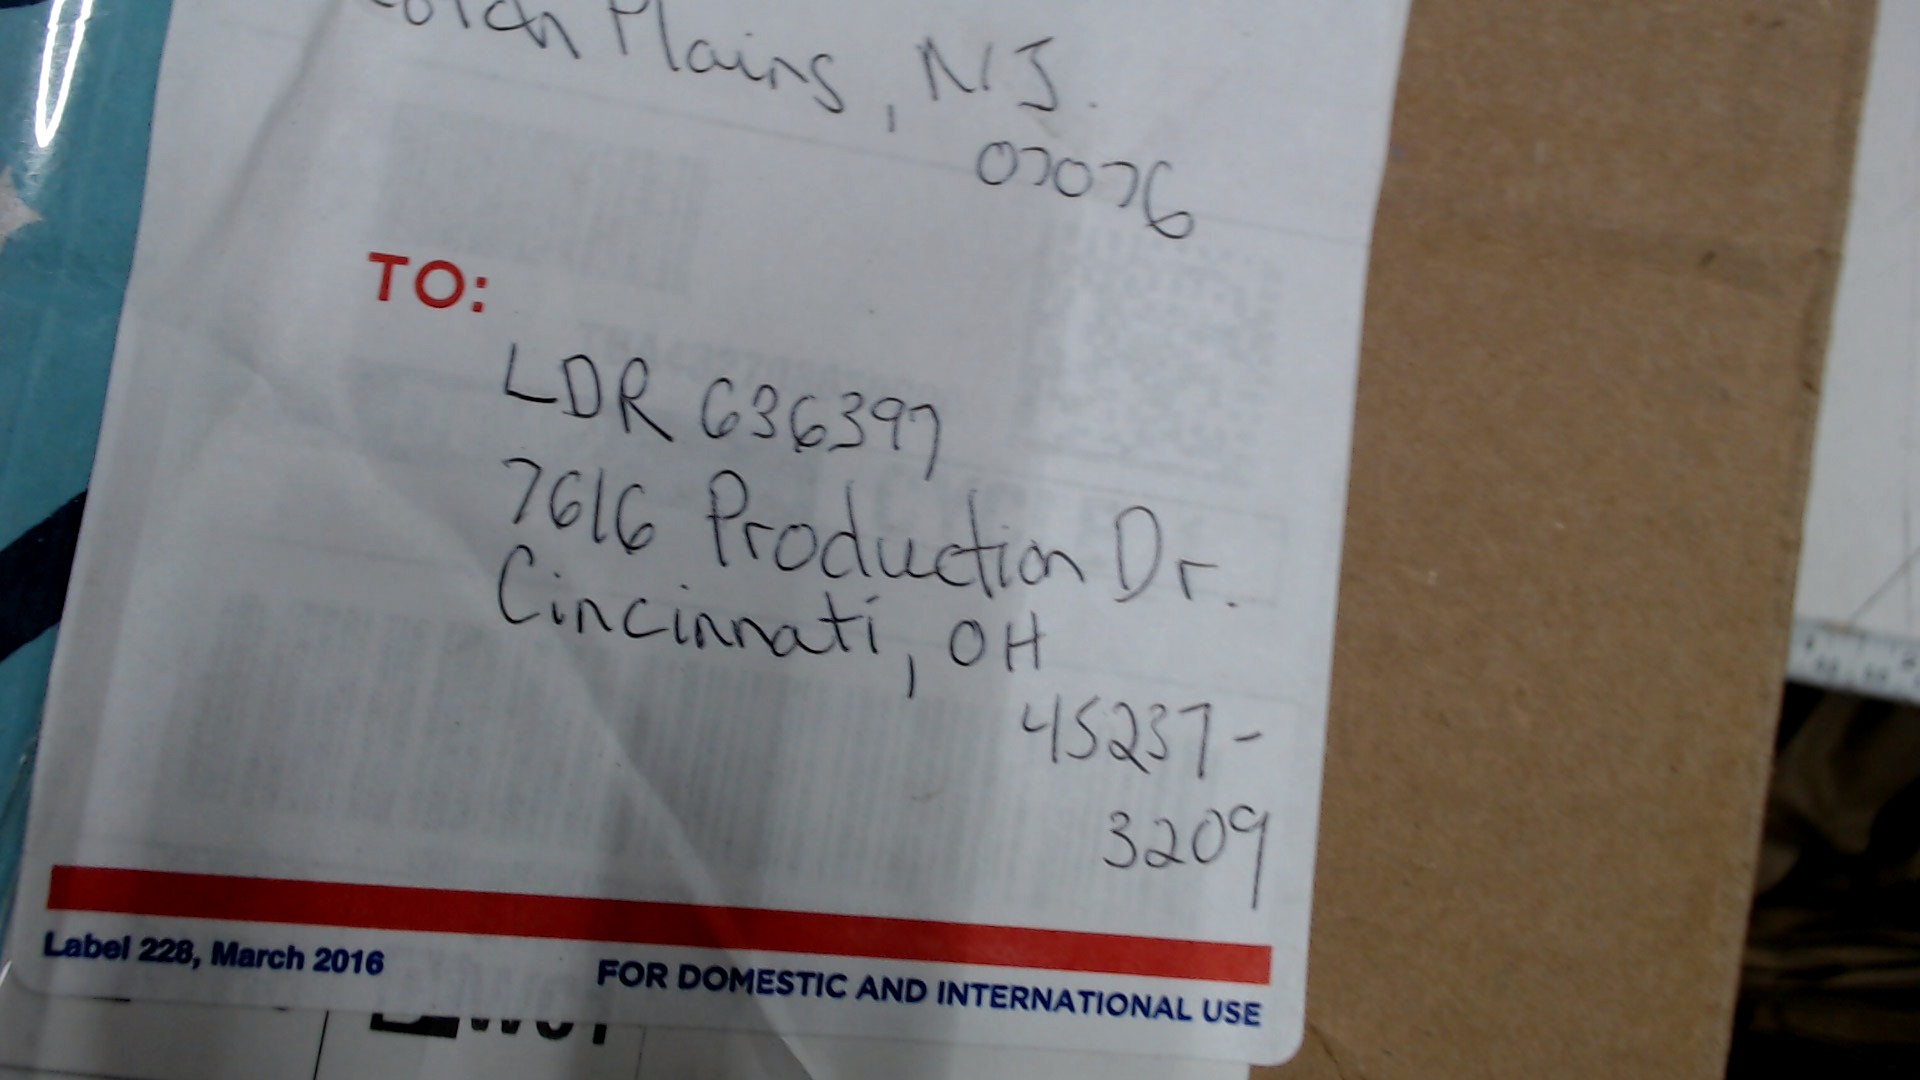 Plains, NJ.
07076
TO:
LDR 636397
7616 Production Dr.
Cincinnati, OH
45237-
3209
Label 228, March 2016
FOR DOMESTIC AND INTERNATIONAL USE